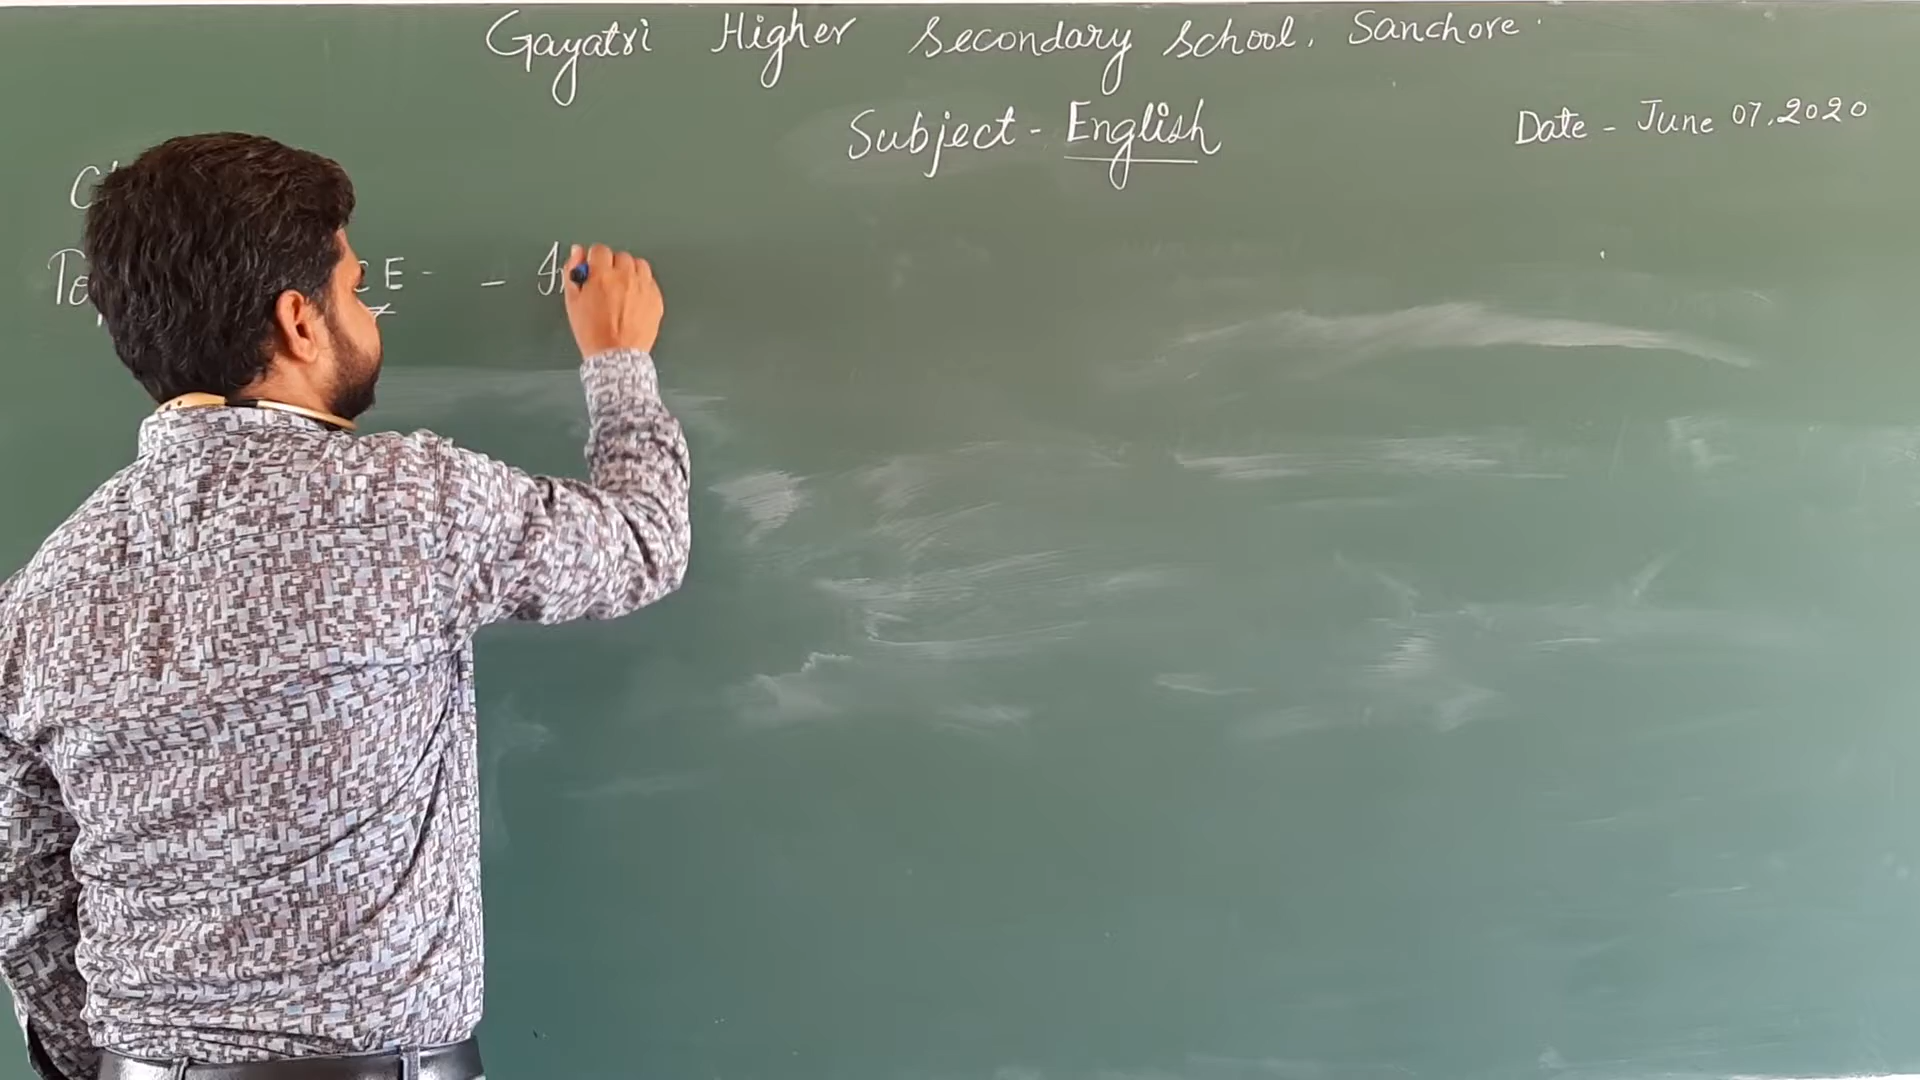 Gayatri Higher Secondary School, Sanchore.
Subject - English
Date - June 07, 2020